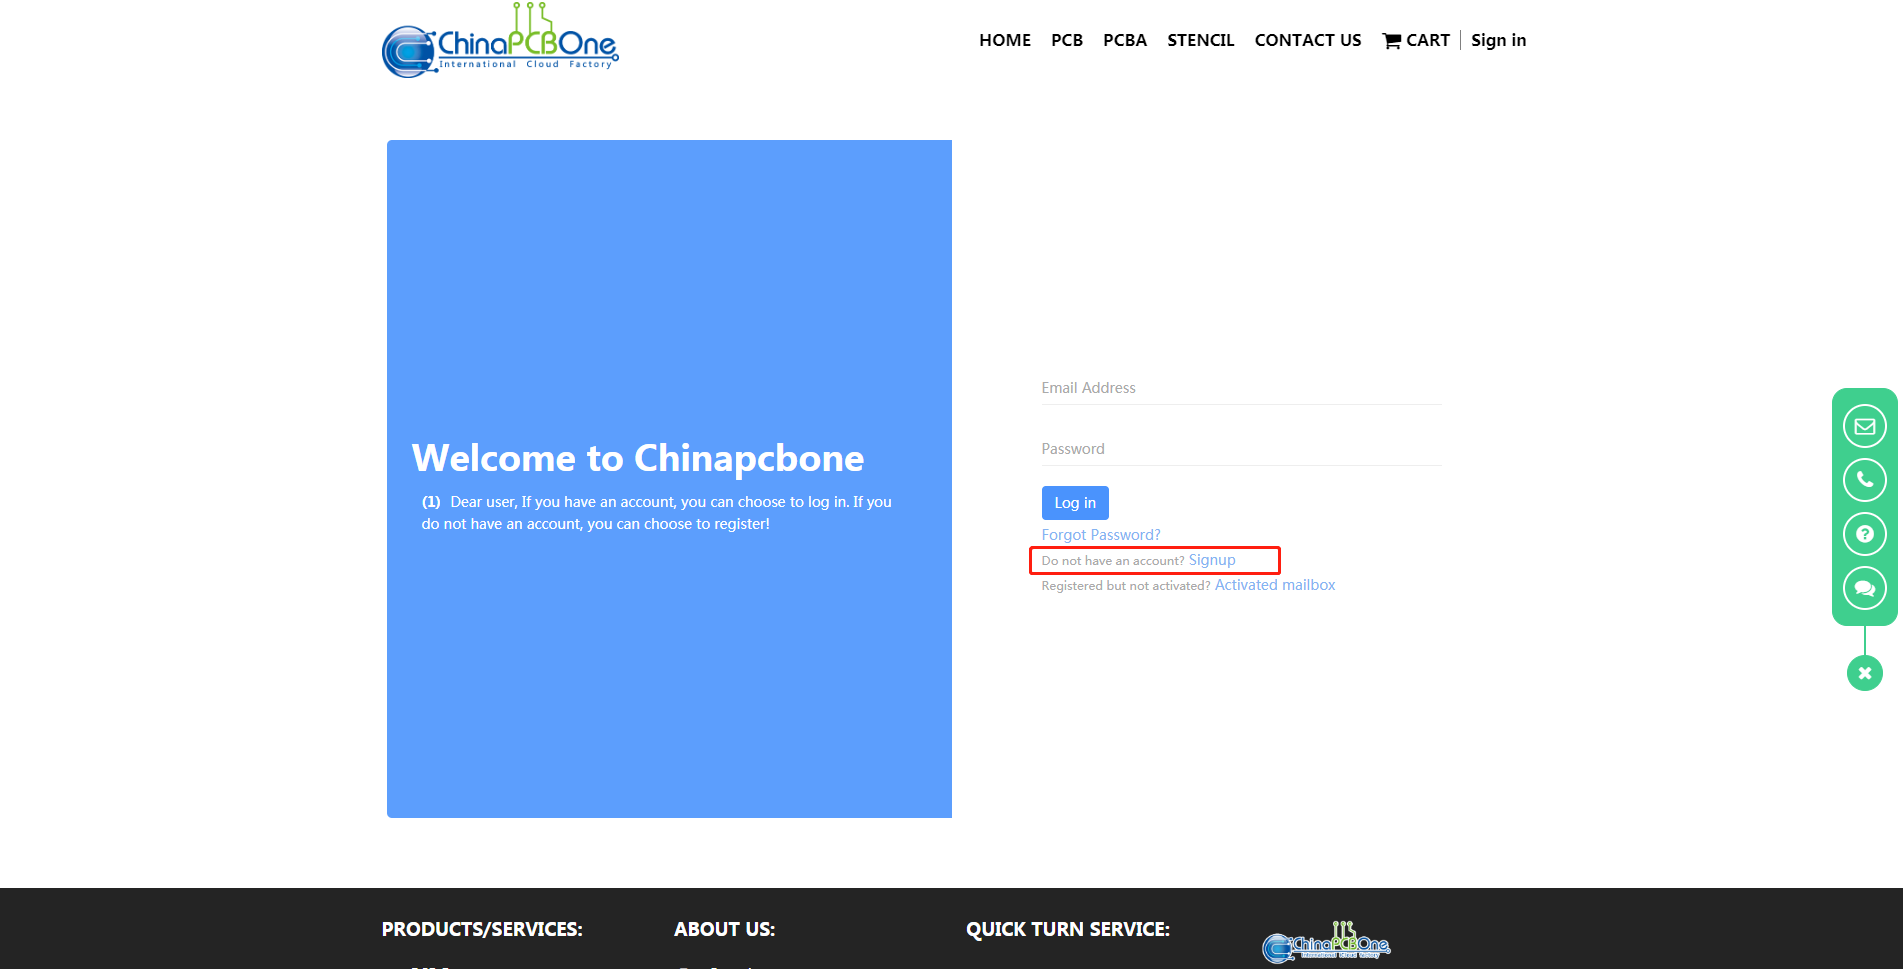 ChinaPCBOne
International Cloud Factory
HOME PCB PCBA STENCIL CONTACT US CART Sign in
Email Address
Password
Welcome to Chinapcbone
(1) Dear user, If you have an account, you can choose to log in. If you
do not have an account, you can choose to register!
Log in
Forgot Password?
Do not have an account? Signup
Registered but not activated? Activated mailbox
PRODUCTS/SERVICES: ABOUT US: QUICK TURN SERVICE:
ChinaPCBOne
International Cloud Factory